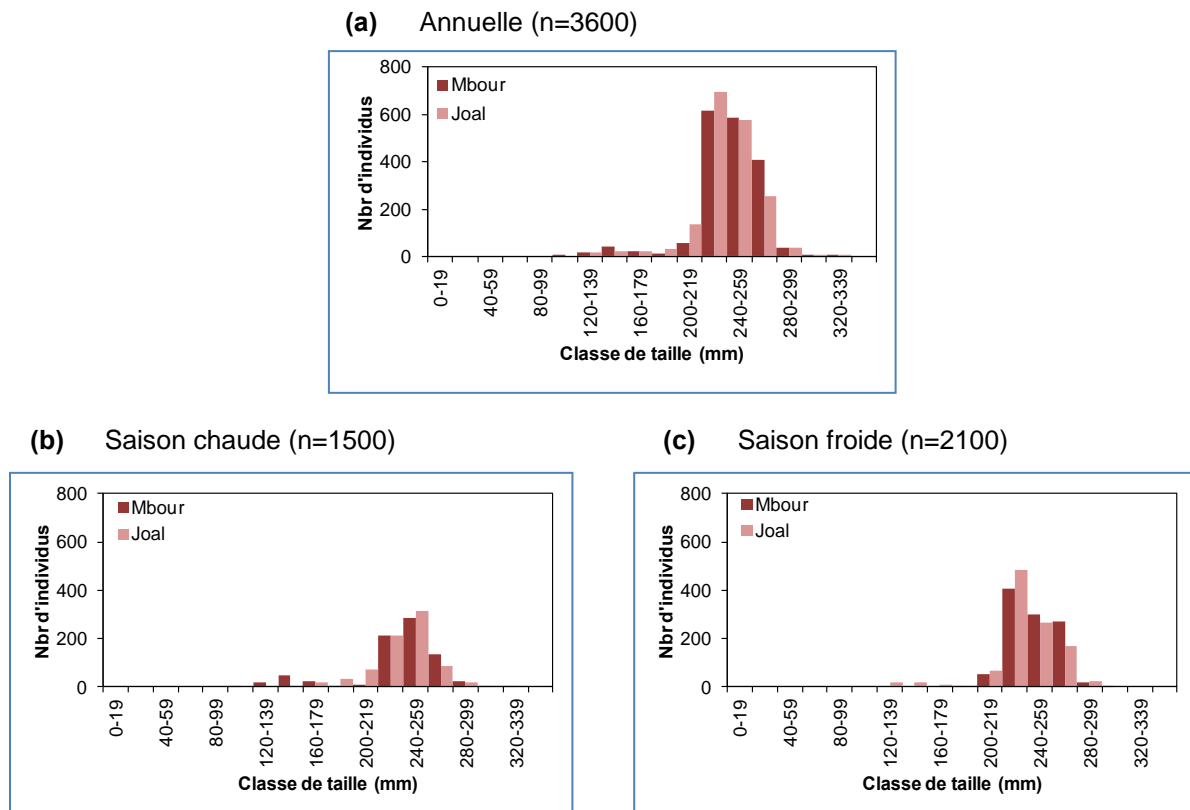 (a) Annuelle (n=3600)
800
600
400
200
0
Nbr d'individus
Mbour
Joal
0-19
40-59
80-99
120-139
160-179
200-219
240-259
280-299
320-339
Classe de taille (mm)
(b) Saison chaude (n=1500)
800
600
400
200
0
Nbr d'individus
Mbour
Joal
0-19
40-59
80-99
120-139
160-179
200-219
240-259
280-299
320-339
Classe de taille (mm)
(c) Saison froide (n=2100)
800
600
400
200
0
Nbr d'individus
Mbour
Joal
0-19
40-59
80-99
120-139
160-179
200-219
240-259
280-299
320-339
Classe de taille (mm)